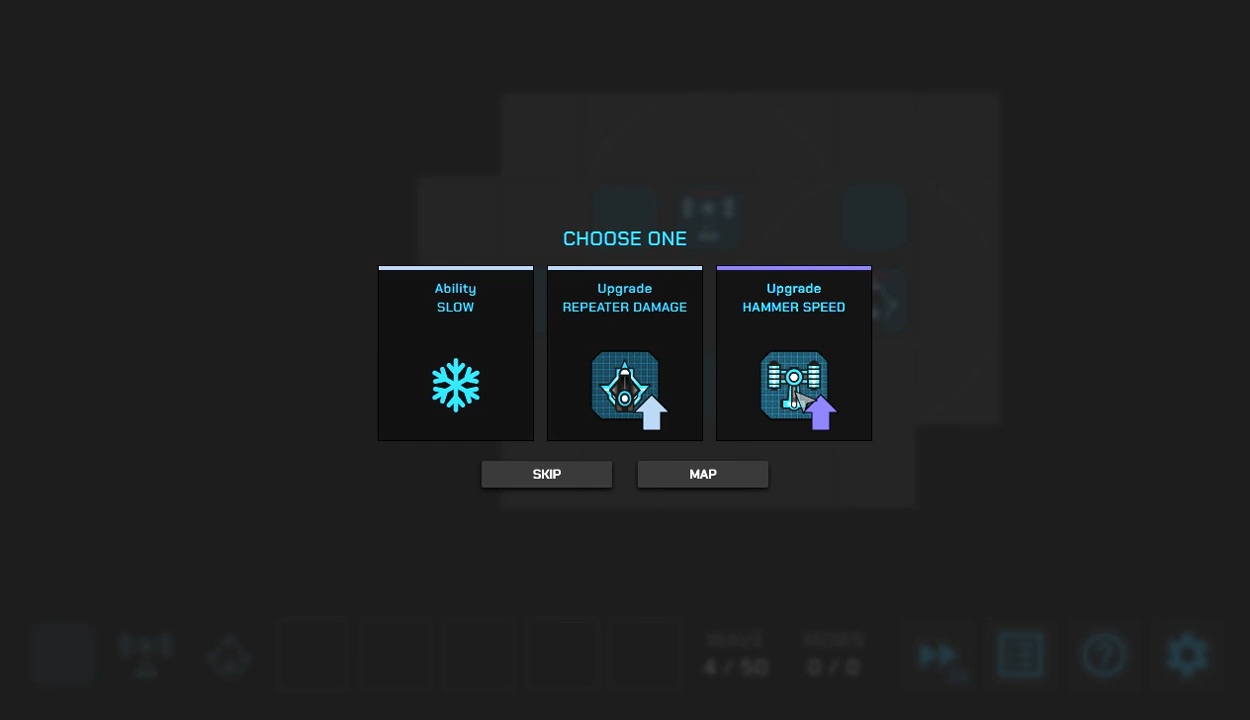 CHOOSE ONE
Ability
SLOW
Upgrade
REPEATER DAMAGE
Upgrade
HAMMER SPEED
SKIP
MAP
WAVE
4 / 50
MOBS
0 / 0